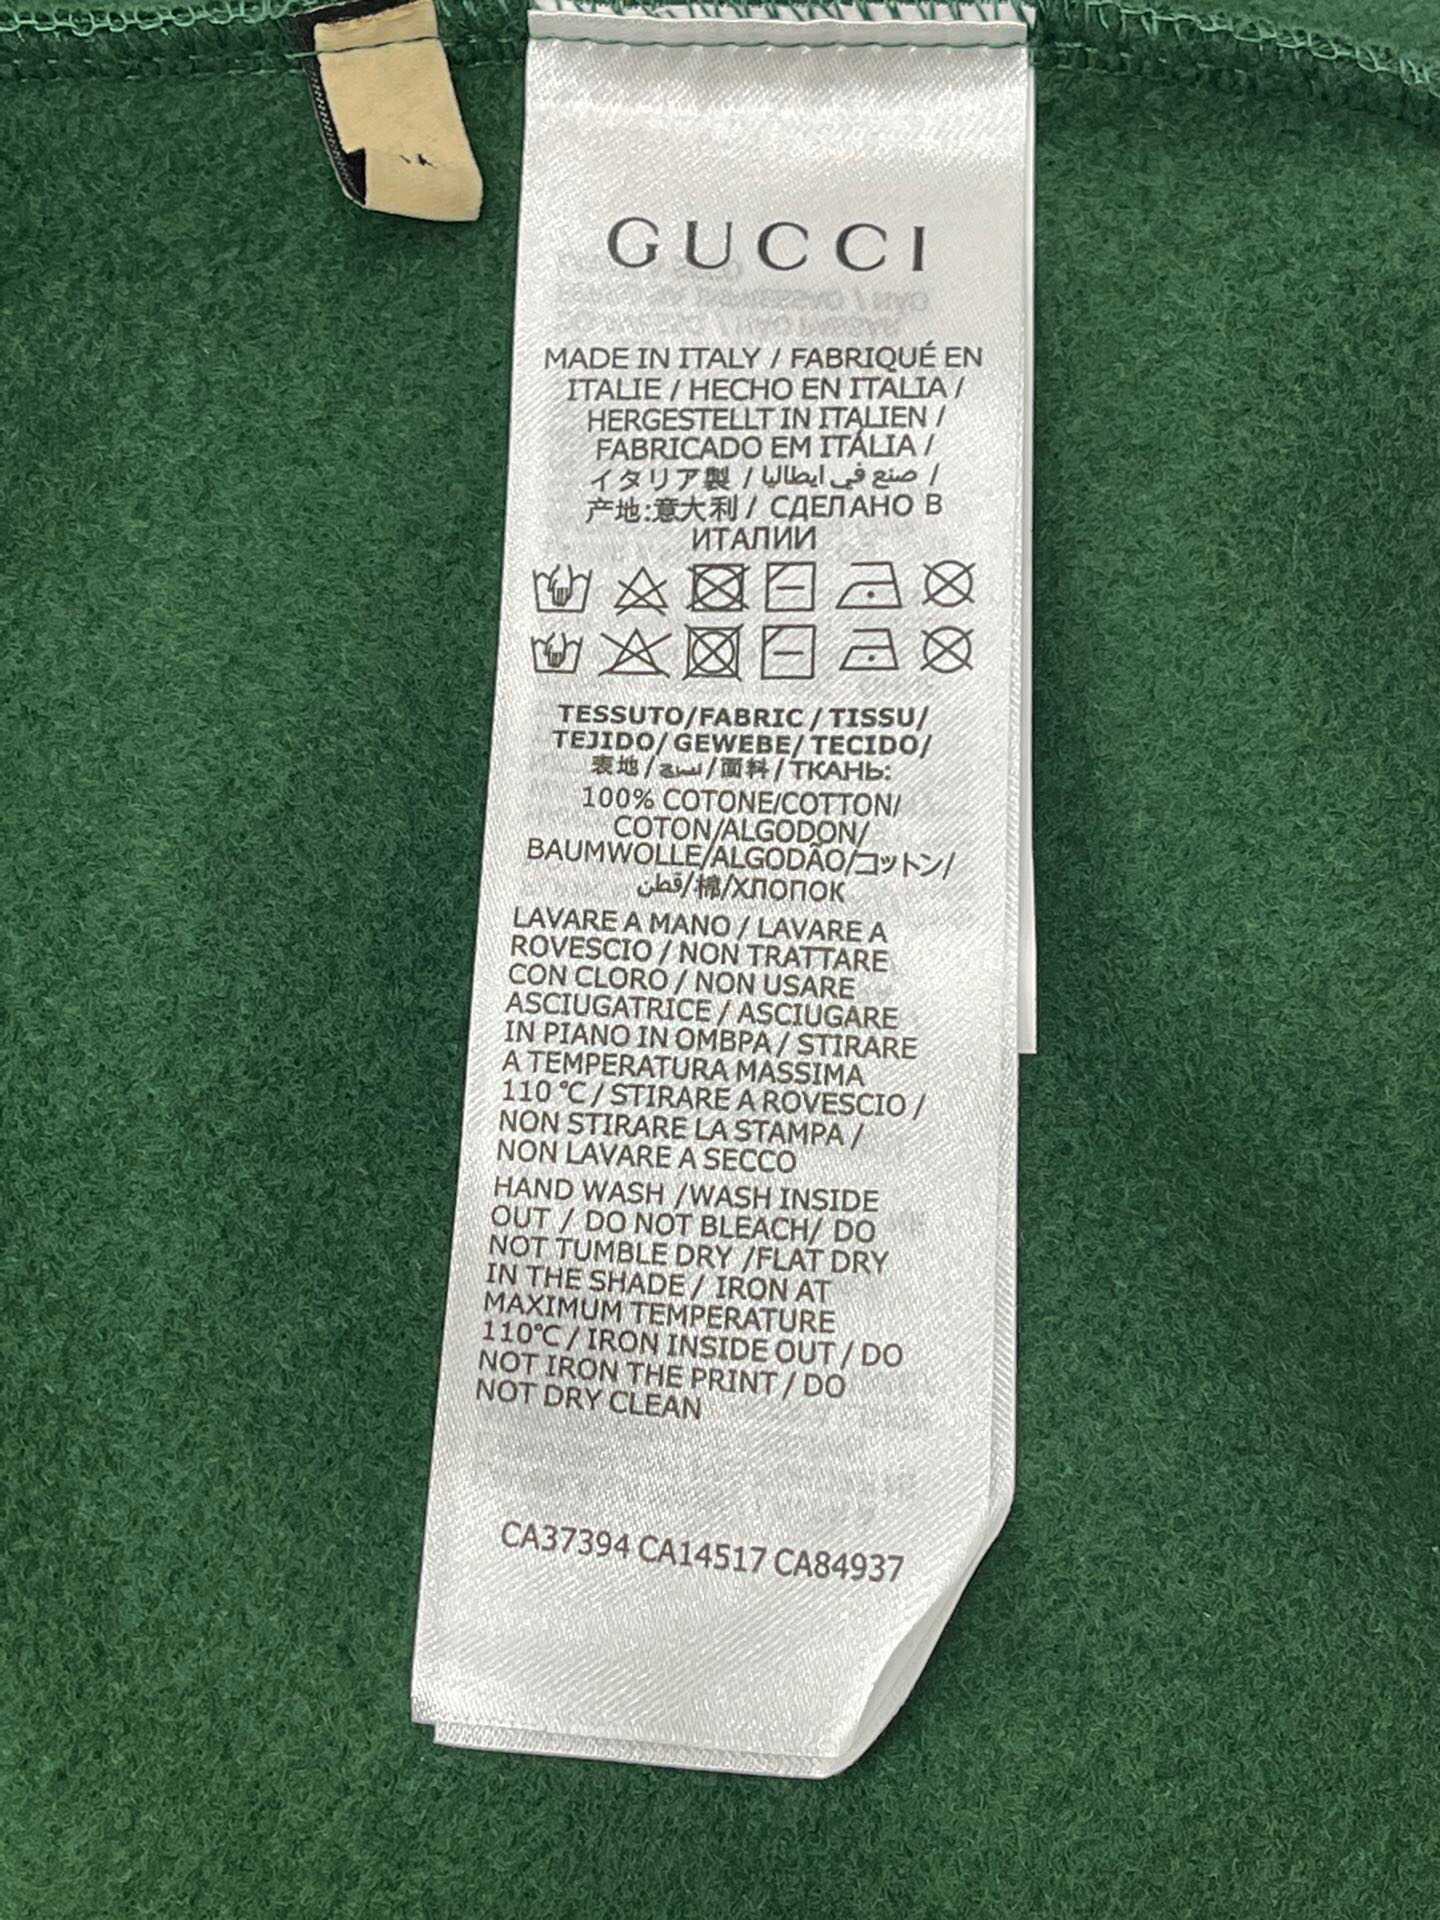 GUCCI
MADE IN ITALY / FABRIQUÉ EN
ITALIE / HECHO EN ITALIA /
HERGESTELLT IN ITALIEN /
FABRICADO EM ITÁLIA /
イタリア製 / صنع في ايطاليا /
产地:意大利 / СДЕЛАНО В
ИТАЛИИ
TESSUTO/FABRIC / TISSU/
TEJIDO/ GEWEBE/ TECIDO/
表地 / نسيج / 面料 / ТКАНЬ:
100% COTONE/COTTON/
COTON/ALGODON/
BAUMWOLLE/ALGODÃO/コットン/
قطن/棉/ХЛОПОК
LAVARE A MANO / LAVARE A
ROVESCIO / NON TRATTARE
CON CLORO / NON USARE
ASCIUGATRICE / ASCIUGARE
IN PIANO IN OMBPA / STIRARE
A TEMPERATURA MASSIMA
110 °C / STIRARE A ROVESCIO /
NON STIRARE LA STAMPA /
NON LAVARE A SECCO
HAND WASH /WASH INSIDE
OUT / DO NOT BLEACH/ DO
NOT TUMBLE DRY /FLAT DRY
IN THE SHADE / IRON AT
MAXIMUM TEMPERATURE
110°C / IRON INSIDE OUT / DO
NOT IRON THE PRINT / DO
NOT DRY CLEAN
CA37394 CA14517 CA84937